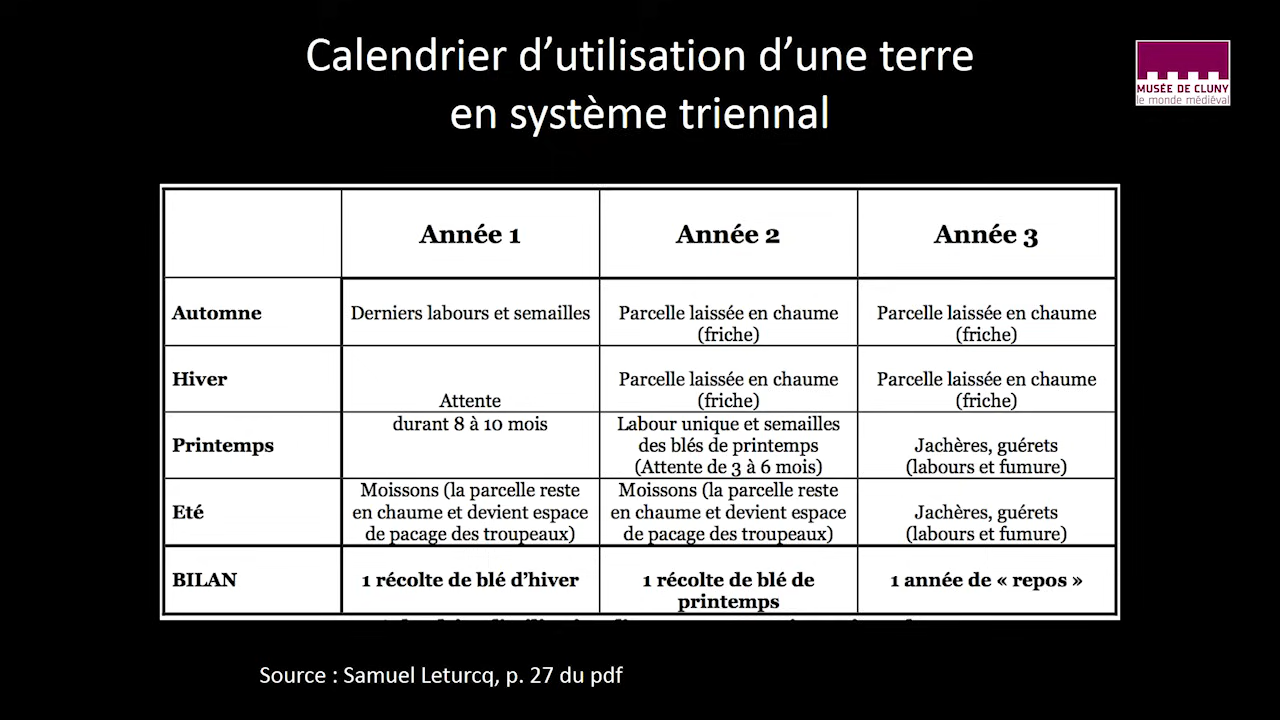 Calendrier d’utilisation d’une terre
en système triennal
MUSÉE DE CLUNY
le monde médiéval
Année 1
Année 2
Année 3
Automne
Derniers labours et semailles
Parcelle laissée en chaume
(friche)
Parcelle laissée en chaume
(friche)
Hiver
Attente
durant 8 à 10 mois
Parcelle laissée en chaume
(friche)
Parcelle laissée en chaume
(friche)
Printemps
Labour unique et semailles
des blés de printemps
(Attente de 3 à 6 mois)
Jachères, guérets
(labours et fumure)
Eté
Moissons (la parcelle reste
en chaume et devient espace
de pacage des troupeaux)
Moissons (la parcelle reste
en chaume et devient espace
de pacage des troupeaux)
Jachères, guérets
(labours et fumure)
BILAN
1 récolte de blé d’hiver
1 récolte de blé de
printemps
1 année de « repos »
Source : Samuel Leturcq, p. 27 du pdf